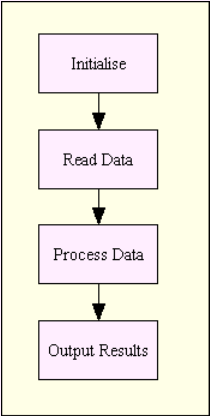 Initialise
Read Data
Process Data
Output Results